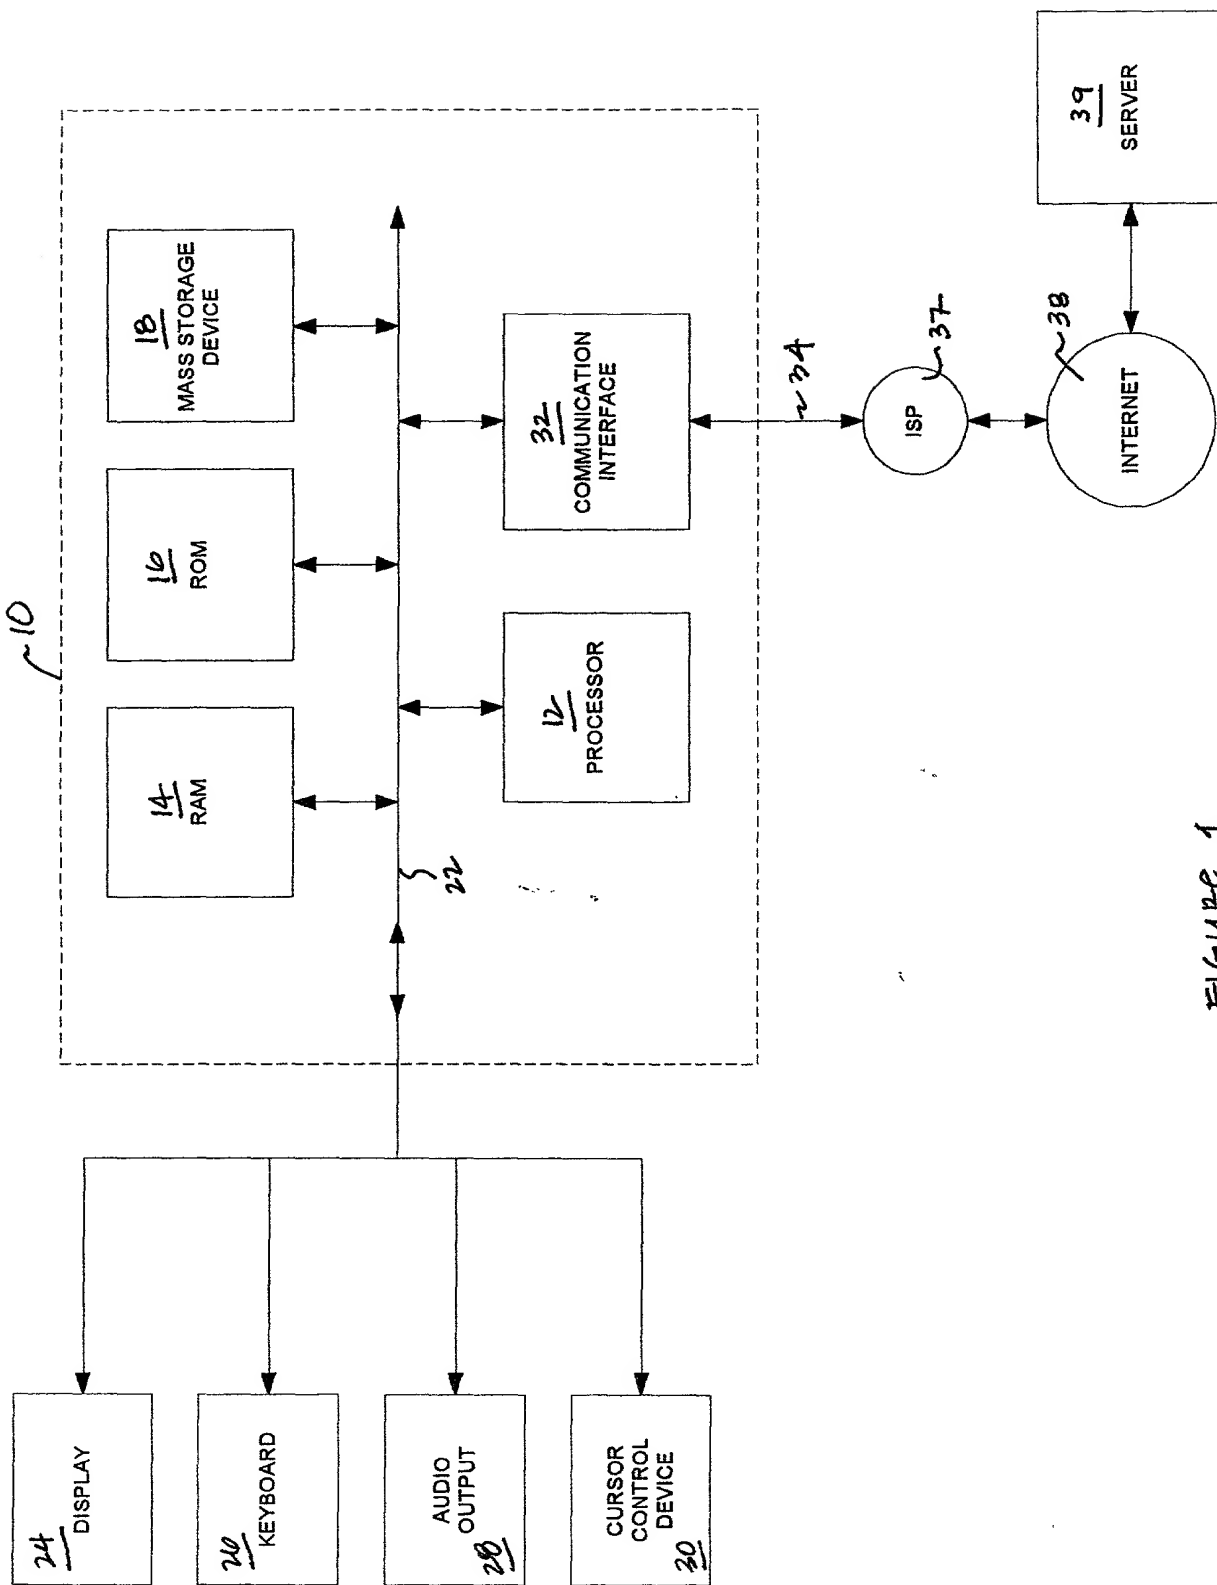 ~10
14
RAM
16
ROM
18
MASS STORAGE
DEVICE
22
12
PROCESSOR
32
COMMUNICATION
INTERFACE
24
DISPLAY
26
KEYBOARD
AUDIO
OUTPUT
28
CURSOR
CONTROL
DEVICE
30
~34
ISP
~37
INTERNET
~38
39
SERVER
FIGURE 1